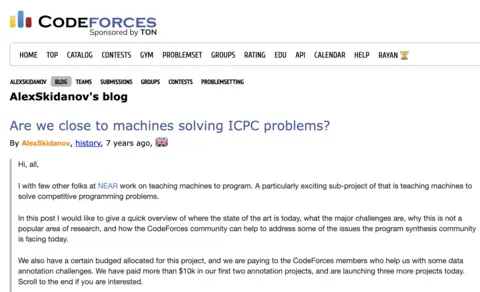 CODEFORCES
Sponsored by TON
HOME TOP CATALOG CONTESTS GYM PROBLEMSET GROUPS RATING EDU API CALENDAR HELP RAYAN
ALEXSKIDANOV BLOG TEAMS SUBMISSIONS GROUPS CONTESTS PROBLEMSETTING
AlexSkidanov's blog
Are we close to machines solving ICPC problems?
By AlexSkidanov, history, 7 years ago,
Hi, all,
I with few other folks at NEAR work on teaching machines to program. A particularly exciting sub-project of that is teaching machines to
solve competitive programming problems.
In this post I would like to give a quick overview of where the state of the art is today, what the major challenges are, why this is not a
popular area of research, and how the CodeForces community can help to address some of the issues the program synthesis community
is facing today.
We also have a certain budged allocated for this project, and we are paying to the CodeForces members who help us with some data
annotation challenges. We have paid more than $10k in our first two annotation projects, and are launching three more projects today.
Scroll to the end if you are interested.